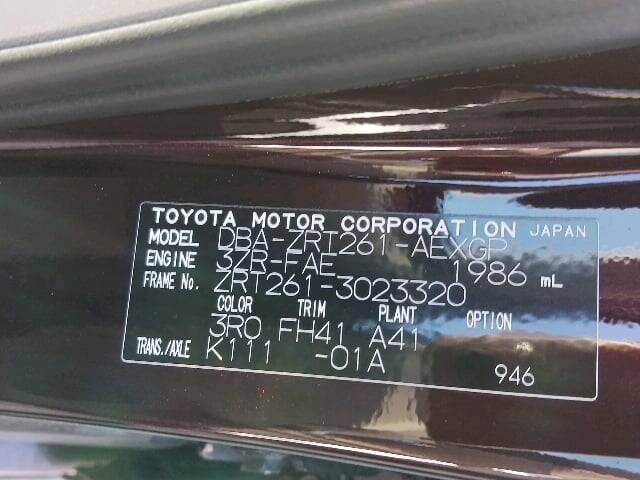 TOYOTA MOTOR CORPORATION JAPAN
MODEL DBA-ZRT261-AEXGP
ENGINE 3ZR-FAE 1986 mL
FRAME No. ZRT261-3023320
COLOR TRIM PLANT OPTION
3R0 FH41 A41
TRANS./AXLE K111 -01A
946